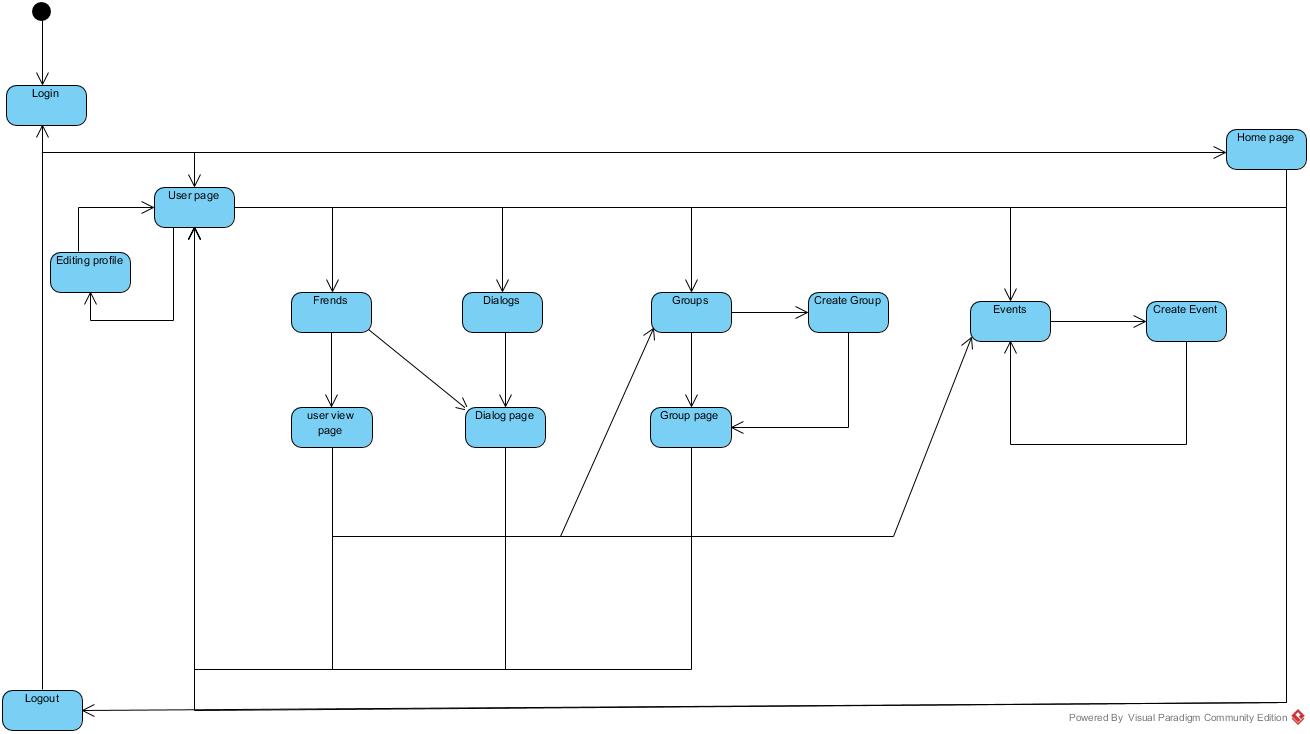 Login
Home page
User page
Editing profile
Frends
Dialogs
Groups
Create Group
Events
Create Event
user view
page
Dialog page
Group page
Logout
Powered By Visual Paradigm Community Edition